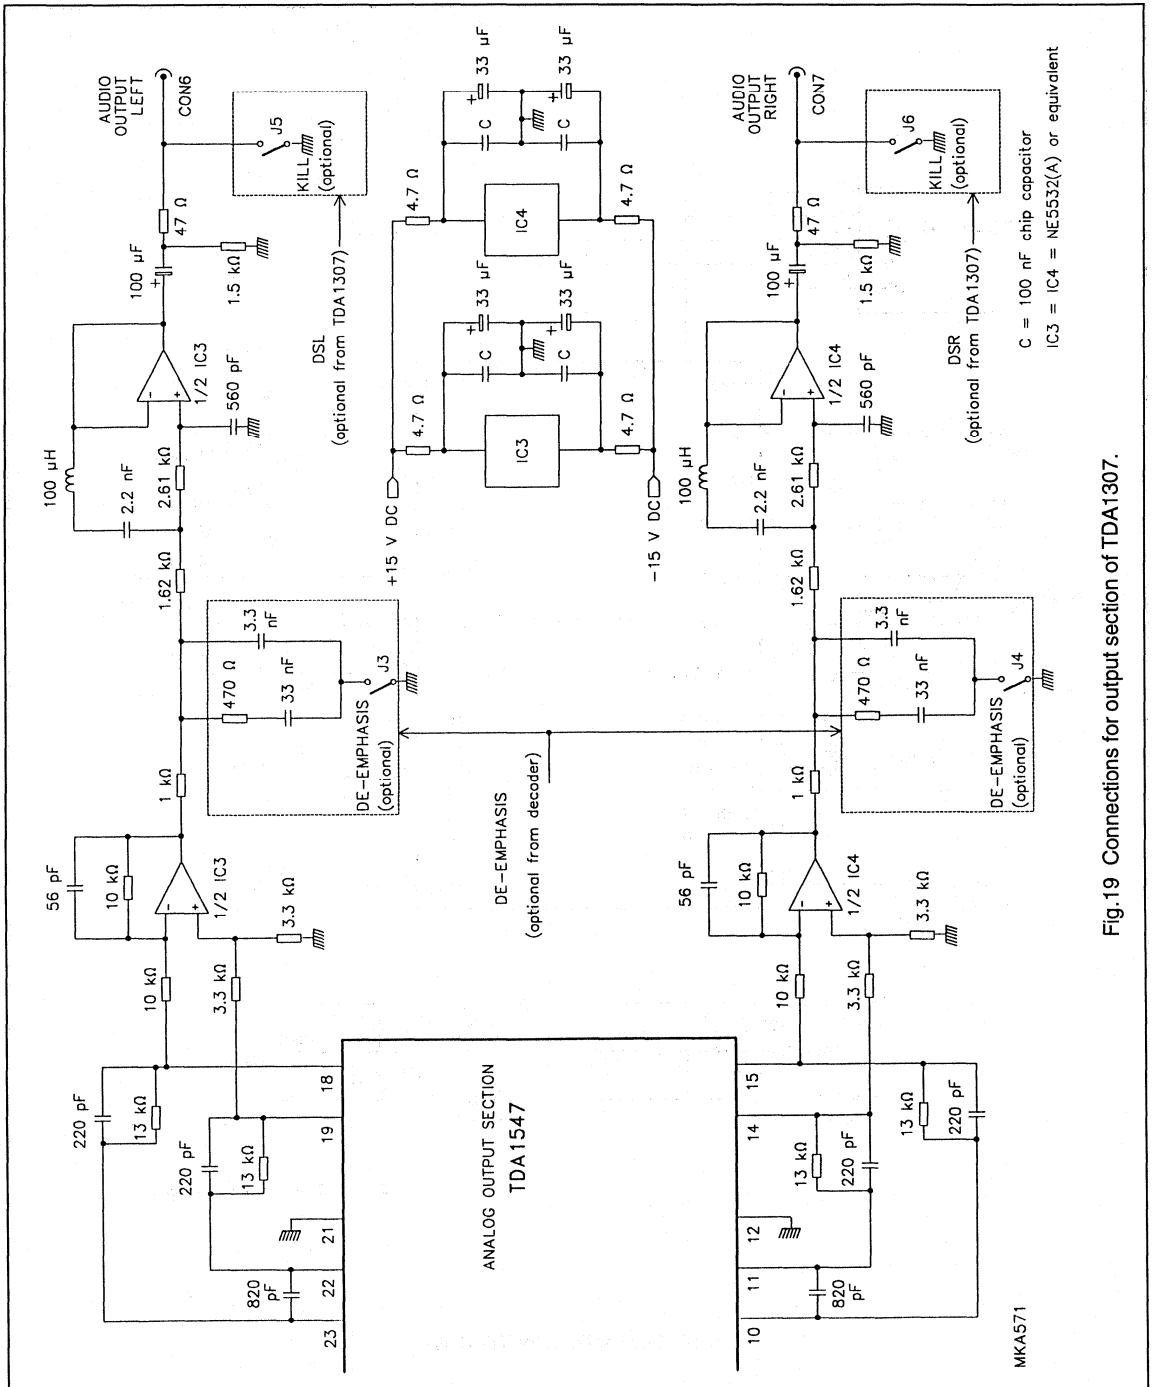 AUDIO
OUTPUT
LEFT
CON6
J5
KILL
(optional)
47 Ω
100 µF
+
1.5 kΩ
DSL
(optional from TDA1307)
-
+
1/2 IC3
560 pF
100 µH
2.2 nF
2.61 kΩ
1.62 kΩ
3.3
nF
470 Ω
33 nF
J3
DE-EMPHASIS
(optional)
1 kΩ
56 pF
10 kΩ
-
+
1/2 IC3
3.3 kΩ
10 kΩ
3.3 kΩ
220 pF
13 kΩ
220 pF
13 kΩ
820
pF
18
19
21
22
23
33 µF
33 µF
+
+
C
C
4.7 Ω
IC4
4.7 Ω
33 µF
33 µF
+
+
C
C
4.7 Ω
IC3
4.7 Ω
+15 V DC
-15 V DC
DE-EMPHASIS
(optional from decoder)
ANALOG OUTPUT SECTION
TDA1547
AUDIO
OUTPUT
RIGHT
CON7
J6
KILL
(optional)
47 Ω
100 µF
+
1.5 kΩ
DSR
(optional from TDA1307)
-
+
1/2 IC4
560 pF
100 µH
2.2 nF
2.61 kΩ
1.62 kΩ
3.3
nF
470 Ω
33 nF
J4
DE-EMPHASIS
(optional)
1 kΩ
56 pF
10 kΩ
-
+
1/2 IC4
3.3 kΩ
10 kΩ
3.3 kΩ
15
14
12
11
10
13 kΩ
220 pF
13 kΩ
220 pF
820
pF
C = 100 nF chip capacitor
IC3 = IC4 = NE5532(A) or equivalent
MKA571
Fig.19 Connections for output section of TDA1307.